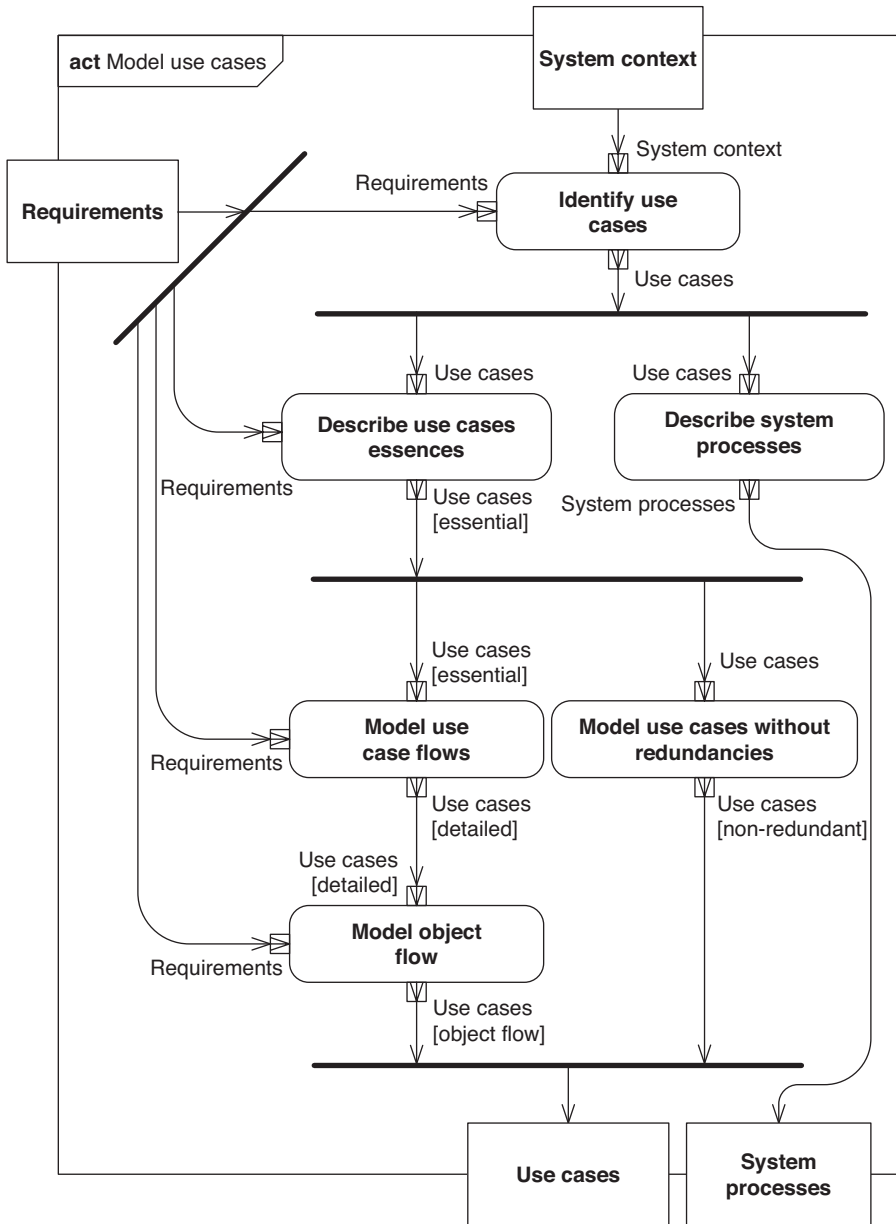 act Model use cases
System context
System context
Requirements
Requirements
Identify use
cases
Use cases
Use cases
Use cases
Describe use cases
essences
Describe system
processes
Requirements
Use cases
[essential]
System processes
Use cases
[essential]
Use cases
Model use
case flows
Model use cases without
redundancies
Requirements
Use cases
[detailed]
Use cases
[non-redundant]
Use cases
[detailed]
Model object
flow
Requirements
Use cases
[object flow]
Use cases
System
processes